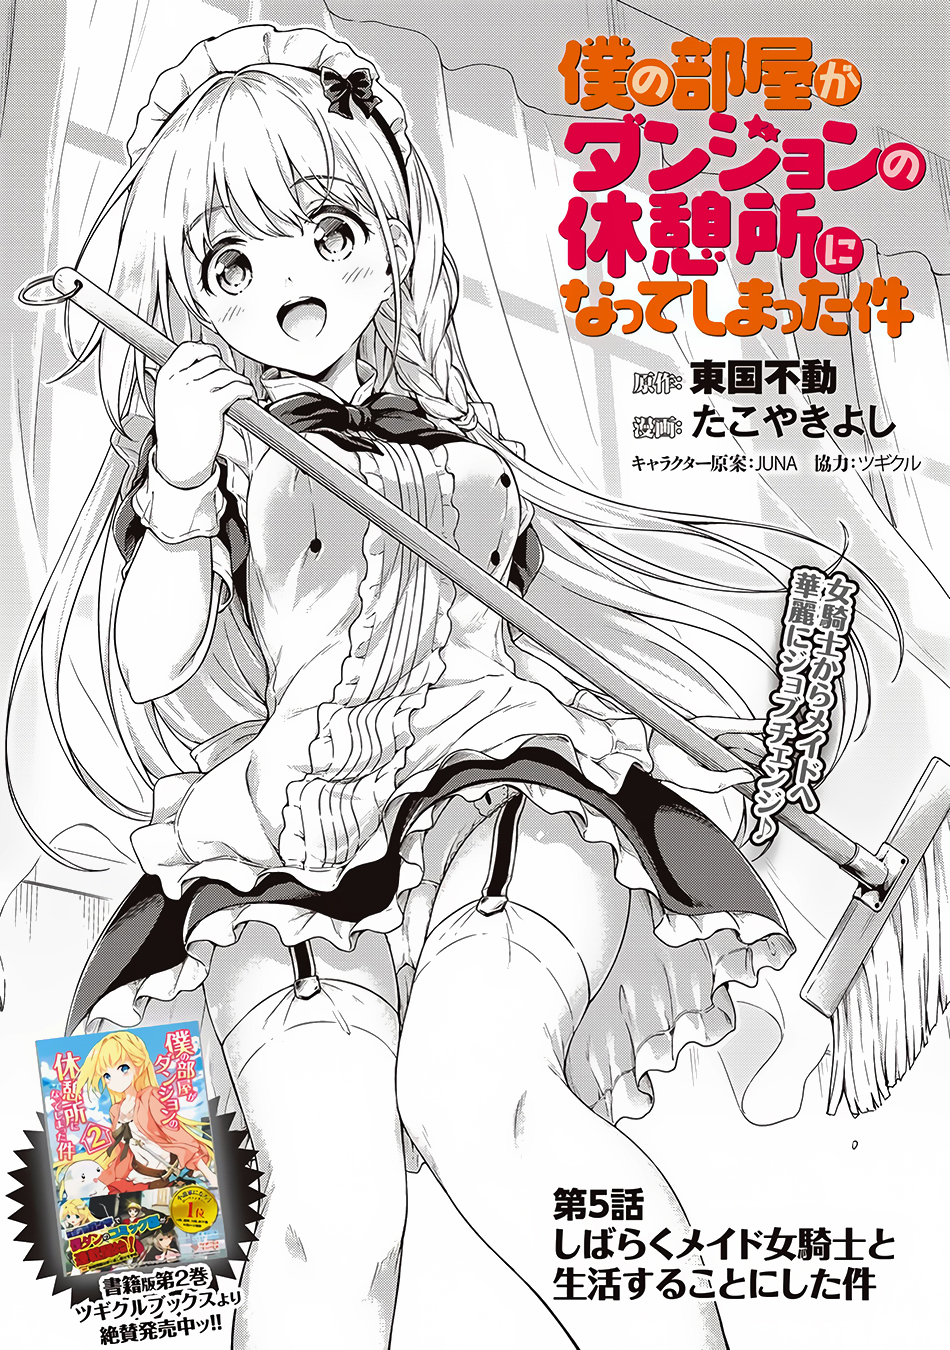 僕の部屋が
ダンジョンの
休憩所に
なってしまった件
原作:東国不動
漫画:たこやきよし
キャラクター原案:JUNA 協力:ツギクル
女騎士からメイドへ
華麗にジョブチェンジ♪
僕の部屋が
ダンジョンの
休憩所に
なってしまった件
2
1位
書籍版第2巻
ツギクルブックスより
絶賛発売中ッ!!
第5話
しばらくメイド女騎士と
生活することにした件